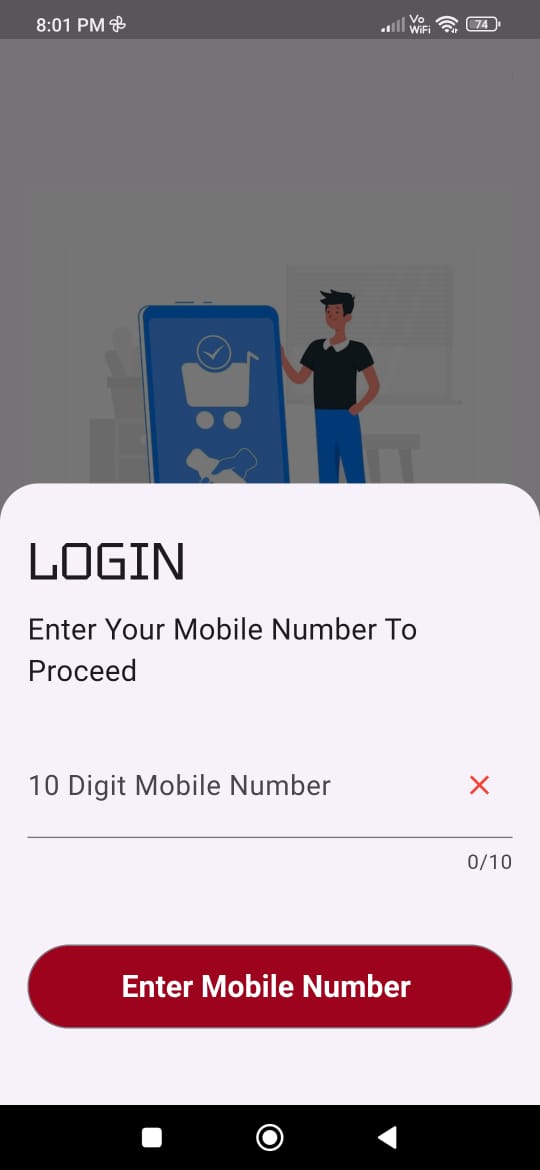 8:01 PM
Vo
WiFi
74
LOGIN
Enter Your Mobile Number To
Proceed
10 Digit Mobile Number
0/10
Enter Mobile Number